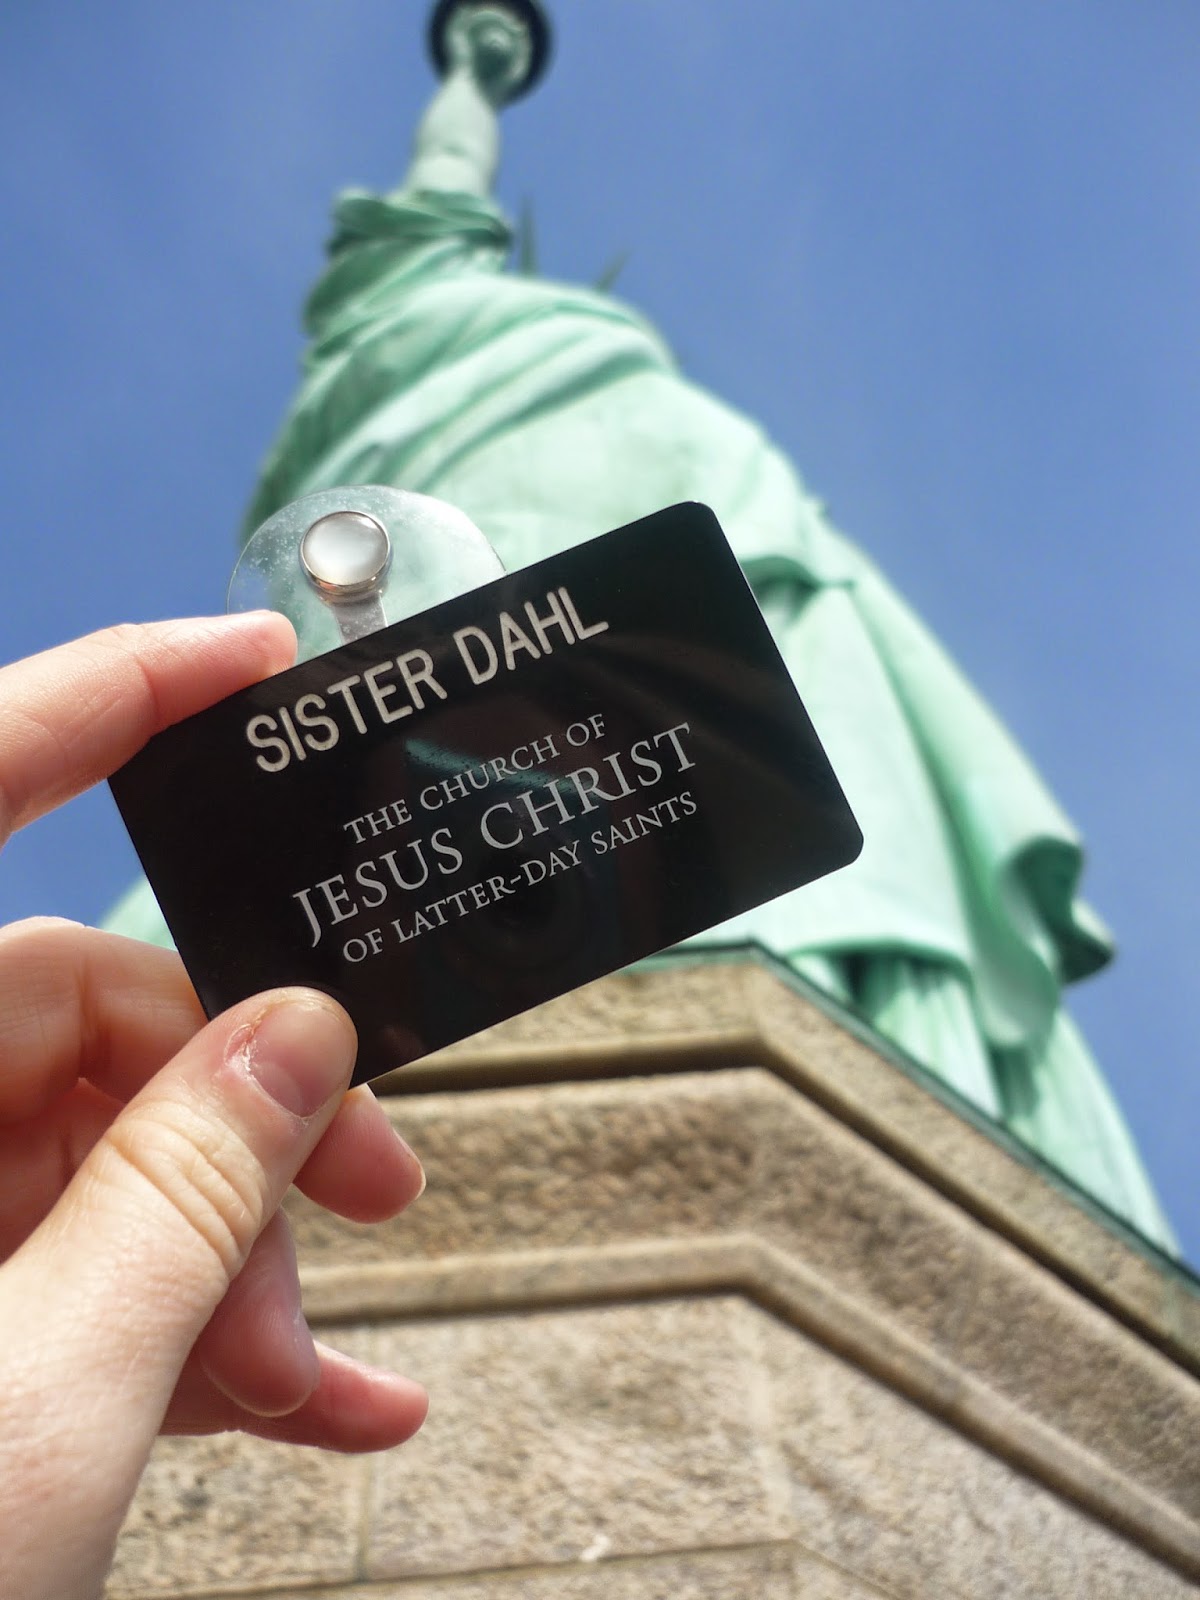 SISTER DAHL
THE CHURCH OF
JESUS CHRIST
OF LATTER-DAY SAINTS